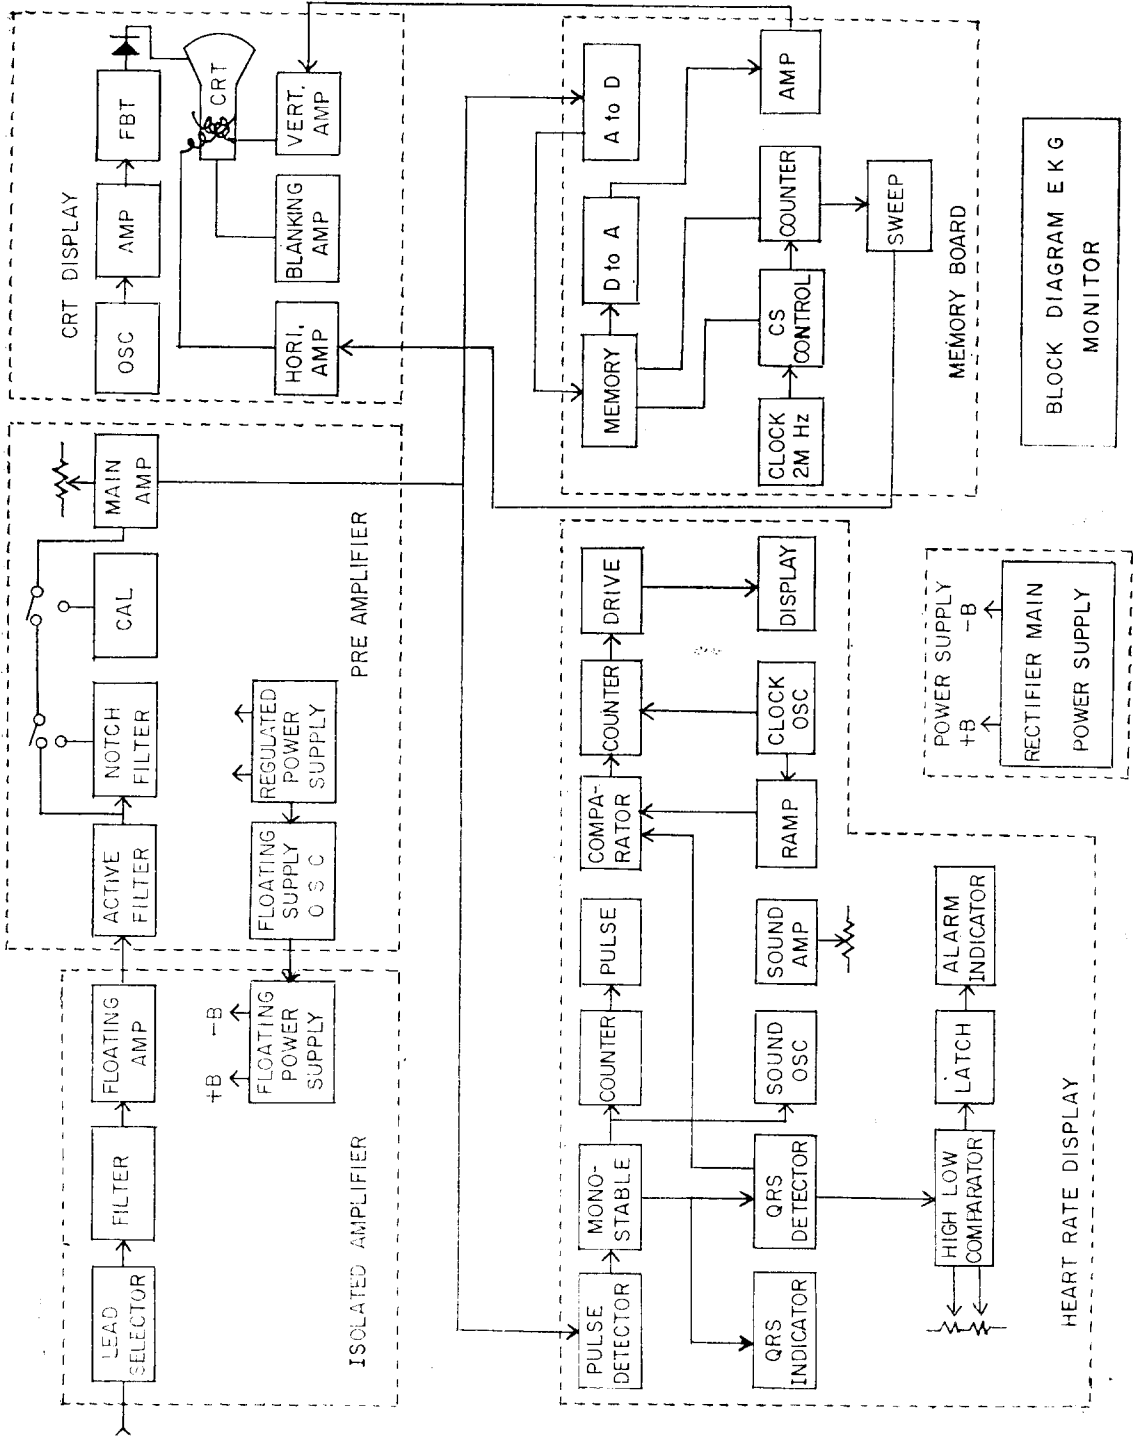 LEAD
SELECTOR
FILTER
FLOATING
AMP
FLOATING
POWER
SUPPLY
+B
-B
ISOLATED AMPLIFIER
ACTIVE
FILTER
NOTCH
FILTER
CAL
MAIN
AMP
FLOATING
SUPPLY
O S C
REGULATED
POWER
SUPPLY
PRE AMPLIFIER
OSC
AMP
FBT
CRT DISPLAY
CRT
HORI.
AMP
BLANKING
AMP
VERT.
AMP
PULSE
DETECTOR
MONO-
STABLE
COUNTER
PULSE
COMPA-
RATOR
COUNTER
DRIVE
QRS
INDICATOR
QRS
DETECTOR
SOUND
OSC
SOUND
AMP
RAMP
CLOCK
OSC
DISPLAY
HIGH LOW
COMPARATOR
LATCH
ALARM
INDICATOR
HEART RATE DISPLAY
MEMORY
D to A
A to D
CLOCK
2M Hz
CS
CONTROL
COUNTER
AMP
SWEEP
MEMORY BOARD
POWER SUPPLY
+B
-B
RECTIFIER MAIN
POWER SUPPLY
BLOCK DIAGRAM E K G
MONITOR